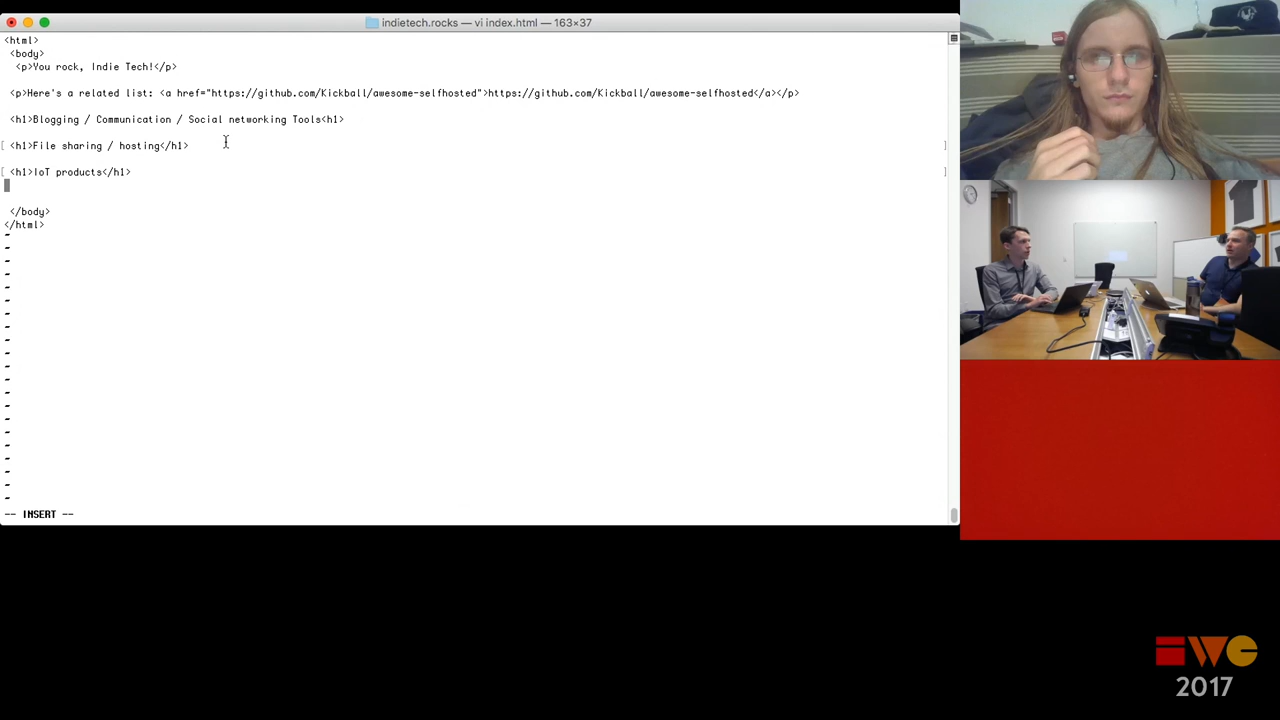 indietech.rocks — vi index.html — 163×37
<html>
<body>
<p>You rock, Indie Tech!</p>
<p>Here's a related list: <a href="https://github.com/Kickball/awesome-selfhosted">https://github.com/Kickball/awesome-selfhosted</a></p>
<h1>Blogging / Communication / Social networking Tools<h1>
<h1>File sharing / hosting</h1>
<h1>IoT products</h1>
</body>
</html>
-- INSERT --
IWC
2017